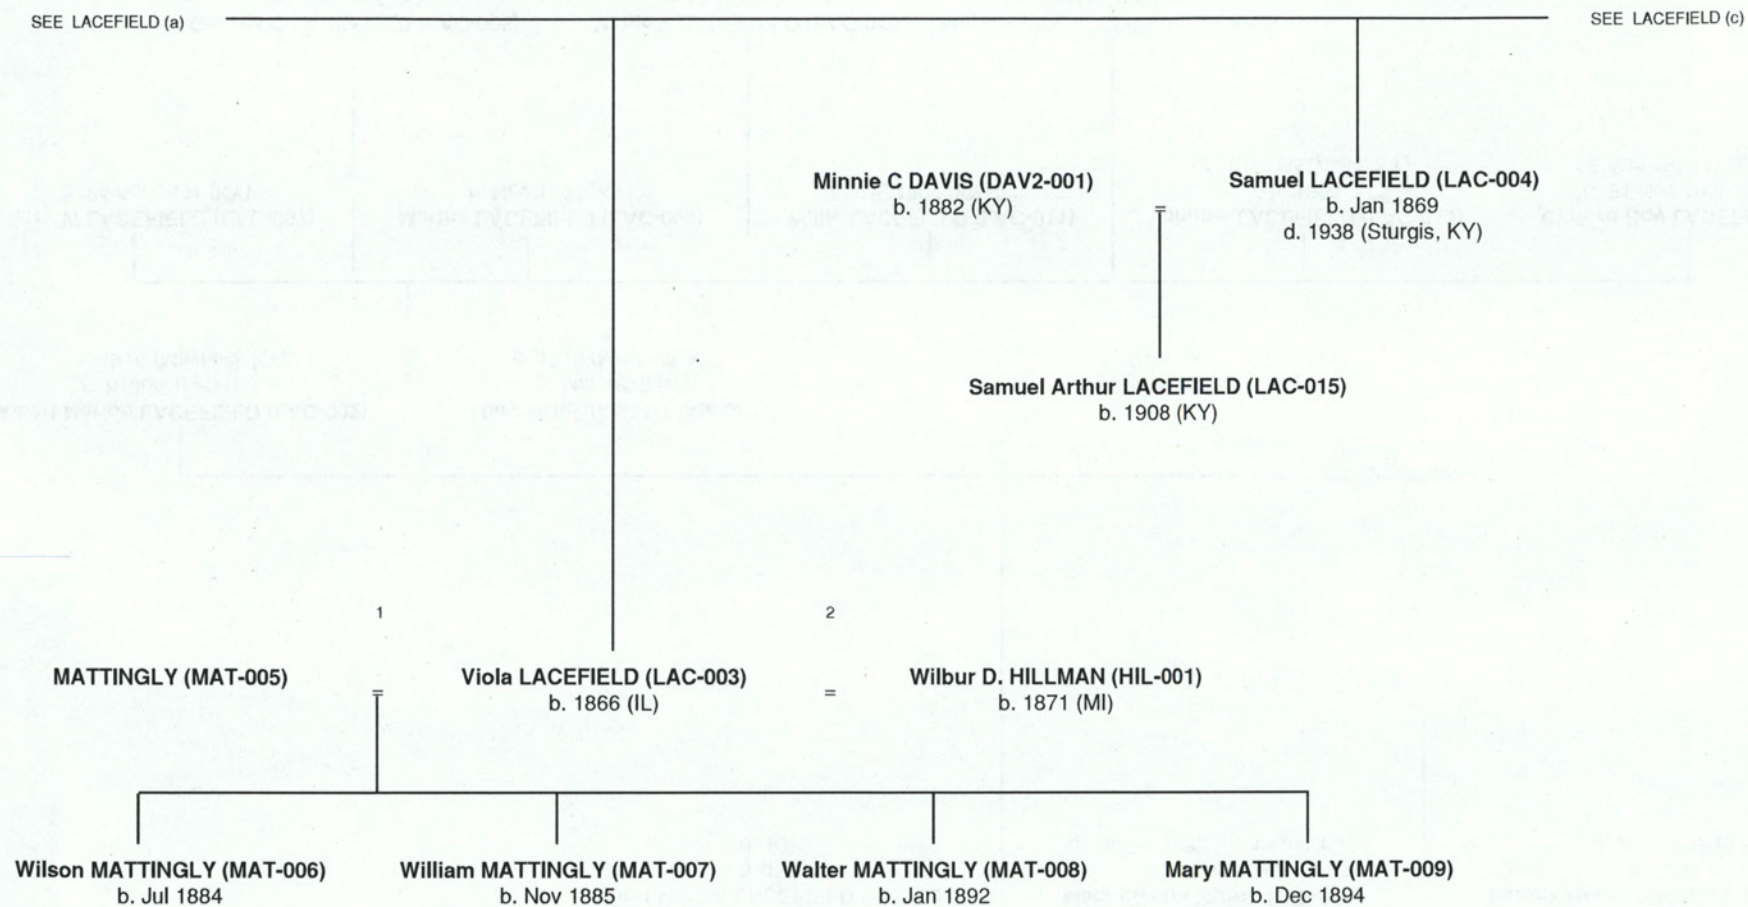 SEE LACEFIELD (a)
SEE LACEFIELD (c)
Minnie C DAVIS (DAV2-001)
b. 1882 (KY)
=
Samuel LACEFIELD (LAC-004)
b. Jan 1869
d. 1938 (Sturgis, KY)
Samuel Arthur LACEFIELD (LAC-015)
b. 1908 (KY)
1
2
MATTINGLY (MAT-005)
=
Viola LACEFIELD (LAC-003)
b. 1866 (IL)
=
Wilbur D. HILLMAN (HIL-001)
b. 1871 (MI)
Wilson MATTINGLY (MAT-006)
b. Jul 1884
William MATTINGLY (MAT-007)
b. Nov 1885
Walter MATTINGLY (MAT-008)
b. Jan 1892
Mary MATTINGLY (MAT-009)
b. Dec 1894